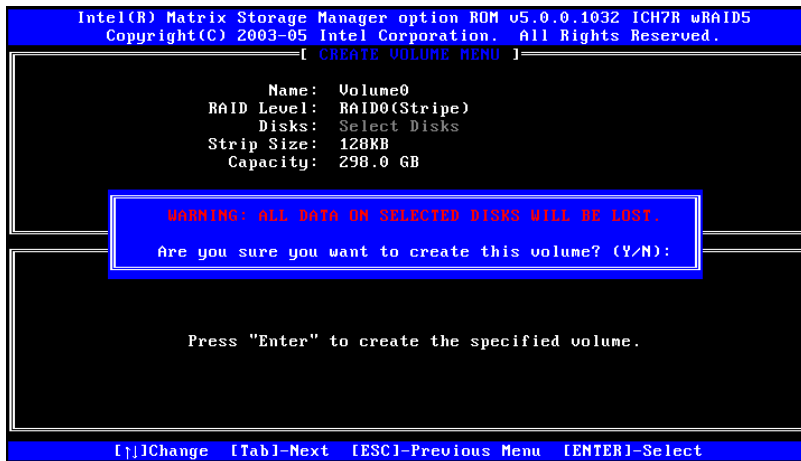 Intel(R) Matrix Storage Manager option ROM v5.0.0.1032 ICH7R wRAID5
Copyright(C) 2003-05 Intel Corporation. All Rights Reserved.
[ CREATE VOLUME MENU ]
Name: Volume0
RAID Level: RAID0(Stripe)
Disks: Select Disks
Strip Size: 128KB
Capacity: 298.0 GB
WARNING: ALL DATA ON SELECTED DISKS WILL BE LOST.
Are you sure you want to create this volume? (Y/N):
Press "Enter" to create the specified volume.
[↑↓]Change [Tab]-Next [ESC]-Previous Menu [ENTER]-Select